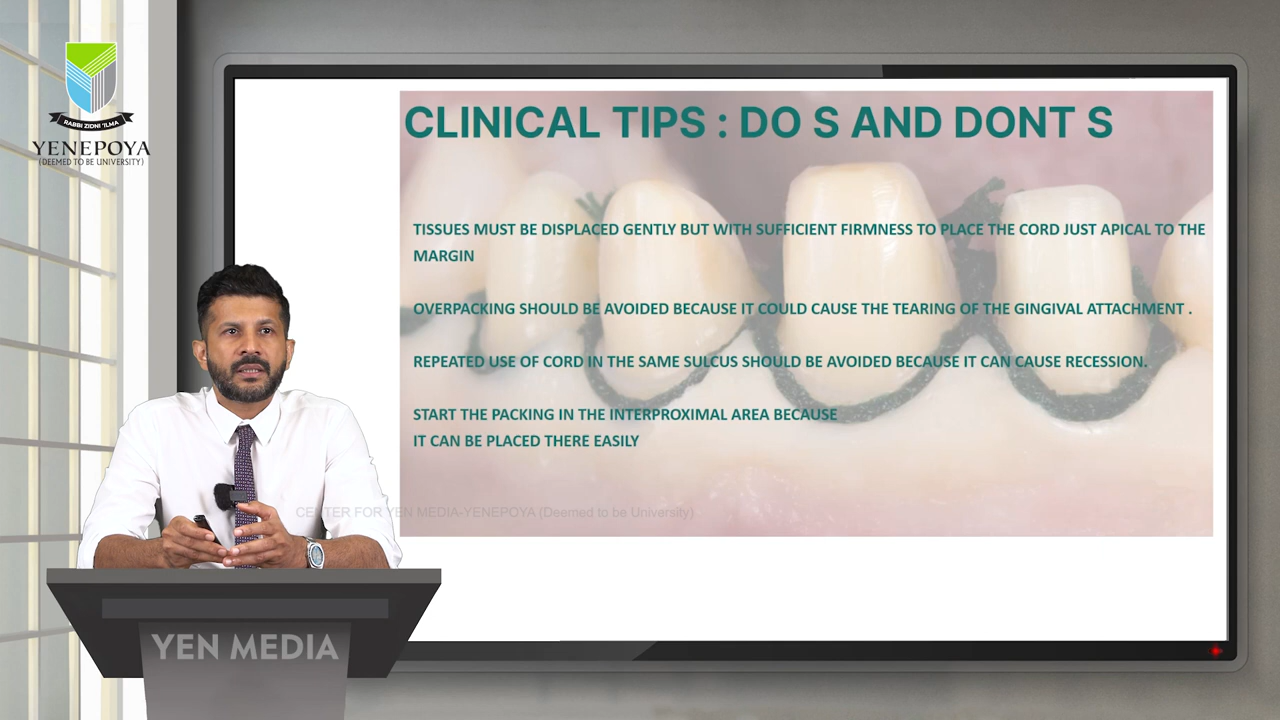 RABBI ZIDNI 'ILMA
YENEPOYA
(DEEMED TO BE UNIVERSITY)
CLINICAL TIPS : DO S AND DONT S
TISSUES MUST BE DISPLACED GENTLY BUT WITH SUFFICIENT FIRMNESS TO PLACE THE CORD JUST APICAL TO THE
MARGIN
OVERPACKING SHOULD BE AVOIDED BECAUSE IT COULD CAUSE THE TEARING OF THE GINGIVAL ATTACHMENT .
REPEATED USE OF CORD IN THE SAME SULCUS SHOULD BE AVOIDED BECAUSE IT CAN CAUSE RECESSION.
START THE PACKING IN THE INTERPROXIMAL AREA BECAUSE
IT CAN BE PLACED THERE EASILY
CENTER FOR YEN MEDIA-YENEPOYA (Deemed to be University)
YEN MEDIA